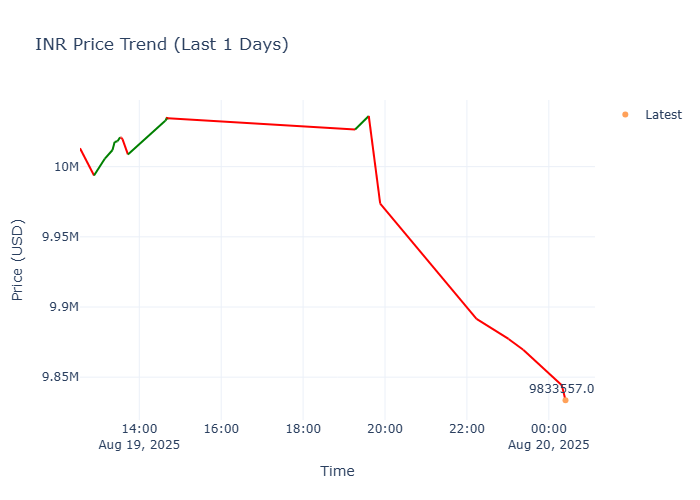 INR Price Trend (Last 1 Days)
Latest
10M
9.95M
9.9M
9.85M
Price (USD)
9833557.0
14:00 16:00 18:00 20:00 22:00 00:00
Aug 19, 2025 Aug 20, 2025
Time